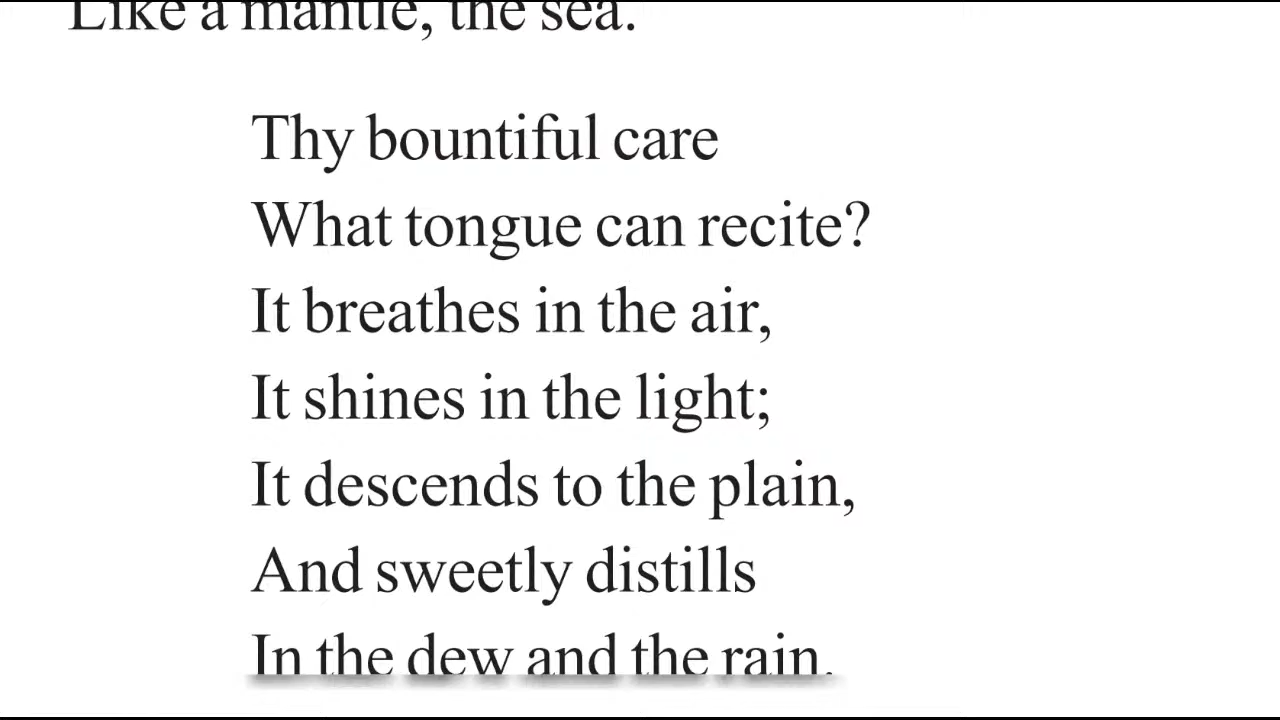 Like a mantle, the sea.
Thy bountiful care
What tongue can recite?
It breathes in the air,
It shines in the light;
It descends to the plain,
And sweetly distills
In the dew and the rain.